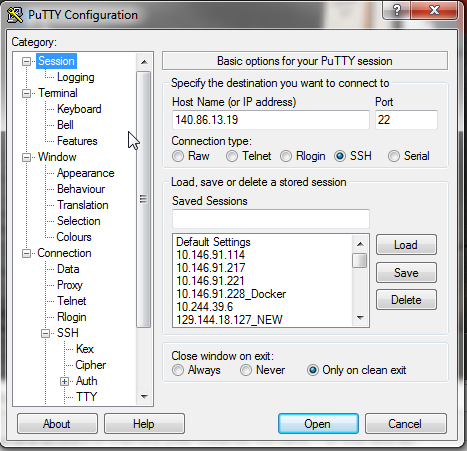 PuTTY Configuration
?
Category:
Session
Logging
Terminal
Keyboard
Bell
Features
Window
Appearance
Behaviour
Translation
Selection
Colours
Connection
Data
Proxy
Telnet
Rlogin
SSH
Kex
Cipher
Auth
TTY
Basic options for your PuTTY session
Specify the destination you want to connect to
Host Name (or IP address) Port
140.86.13.19 22
Connection type:
Raw Telnet Rlogin SSH Serial
Load, save or delete a stored session
Saved Sessions
Default Settings
10.146.91.114
10.146.91.217
10.146.91.221
10.146.91.228_Docker
10.244.39.6
129.144.18.127_NEW
Load
Save
Delete
Close window on exit:
Always Never Only on clean exit
About Help Open Cancel